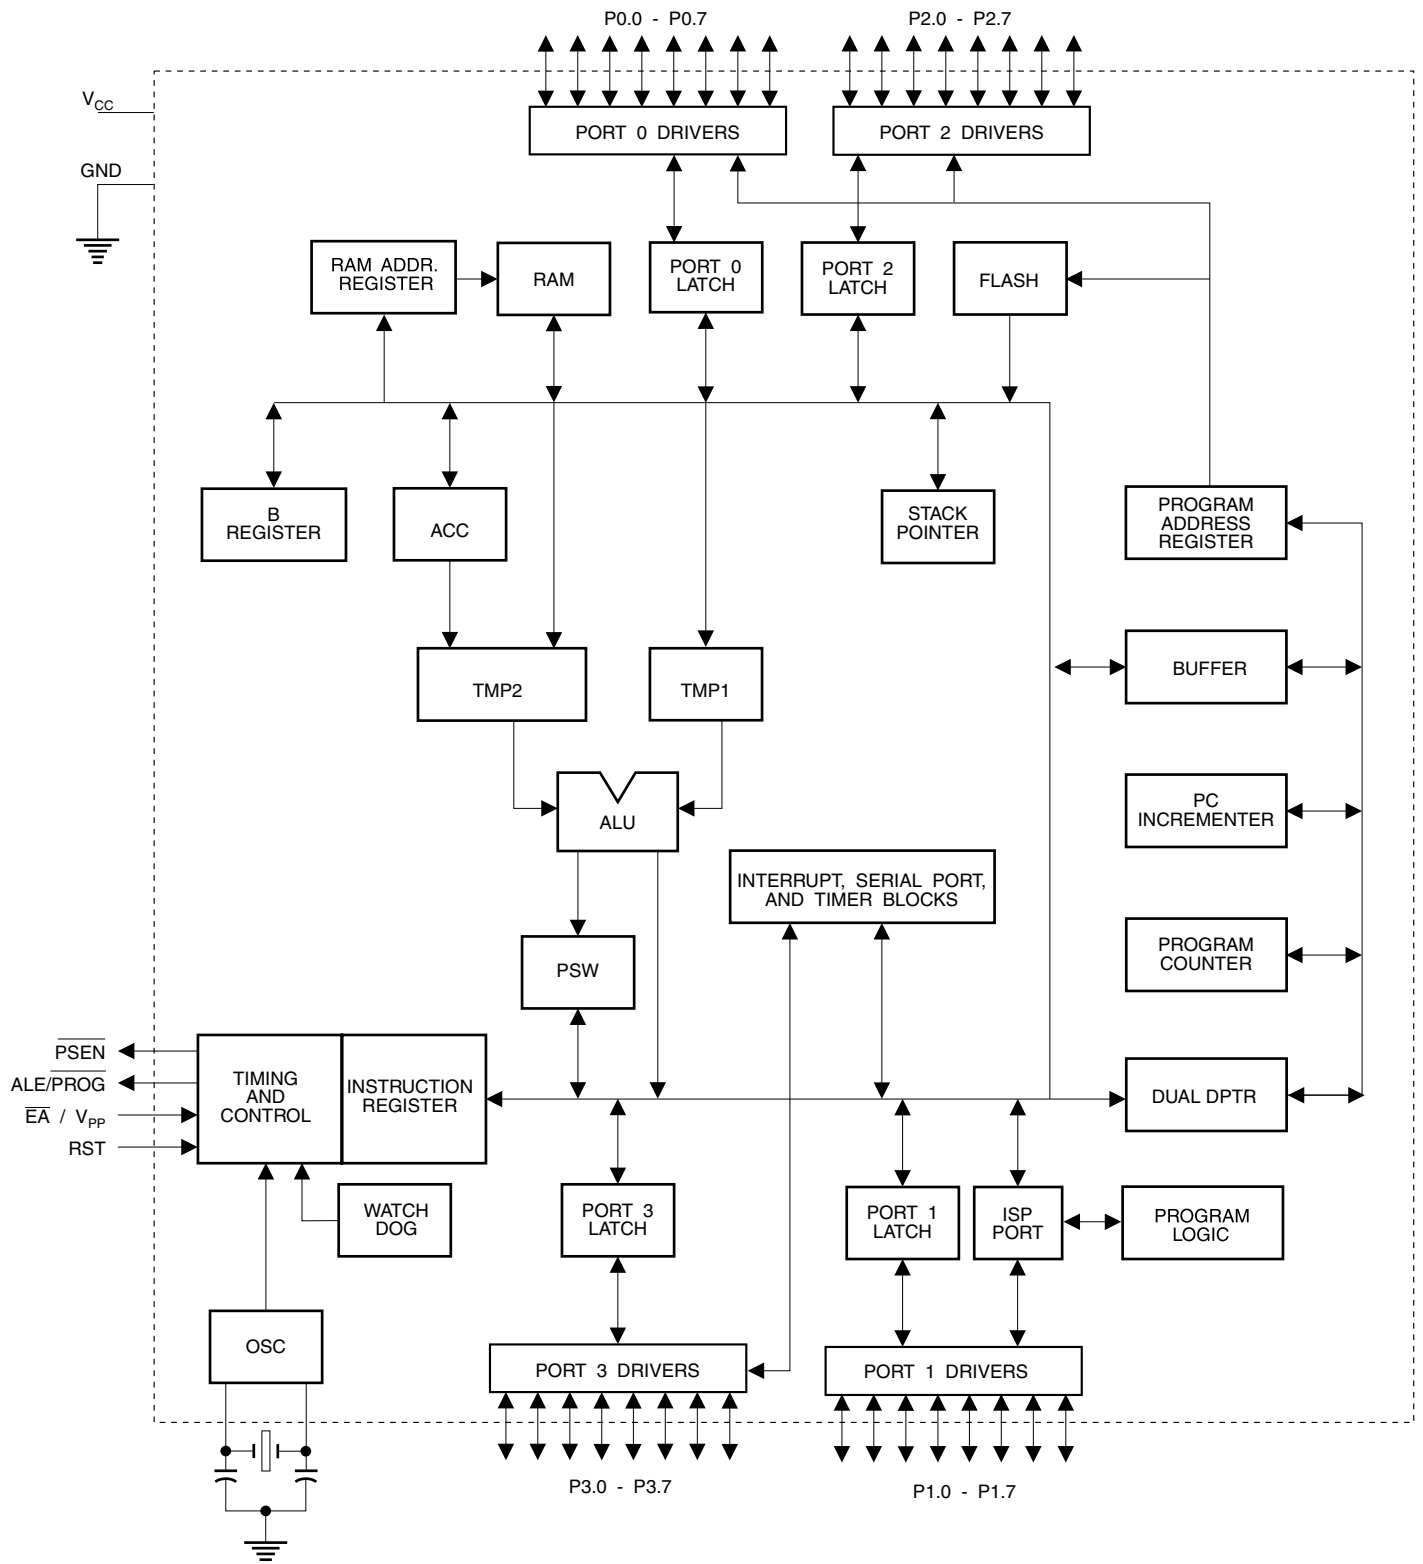 P0.0 - P0.7
P2.0 - P2.7
VCC
PORT 0 DRIVERS
PORT 2 DRIVERS
GND
RAM ADDR.
REGISTER
RAM
PORT 0
LATCH
PORT 2
LATCH
FLASH
B
REGISTER
ACC
STACK
POINTER
PROGRAM
ADDRESS
REGISTER
TMP2
TMP1
BUFFER
ALU
PC
INCREMENTER
INTERRUPT, SERIAL PORT,
AND TIMER BLOCKS
PSW
PROGRAM
COUNTER
PSEN
ALE/PROG
EA / VPP
RST
TIMING
AND
CONTROL
INSTRUCTION
REGISTER
DUAL DPTR
WATCH
DOG
PORT 3
LATCH
PORT 1
LATCH
ISP
PORT
PROGRAM
LOGIC
OSC
PORT 3 DRIVERS
PORT 1 DRIVERS
P3.0 - P3.7
P1.0 - P1.7